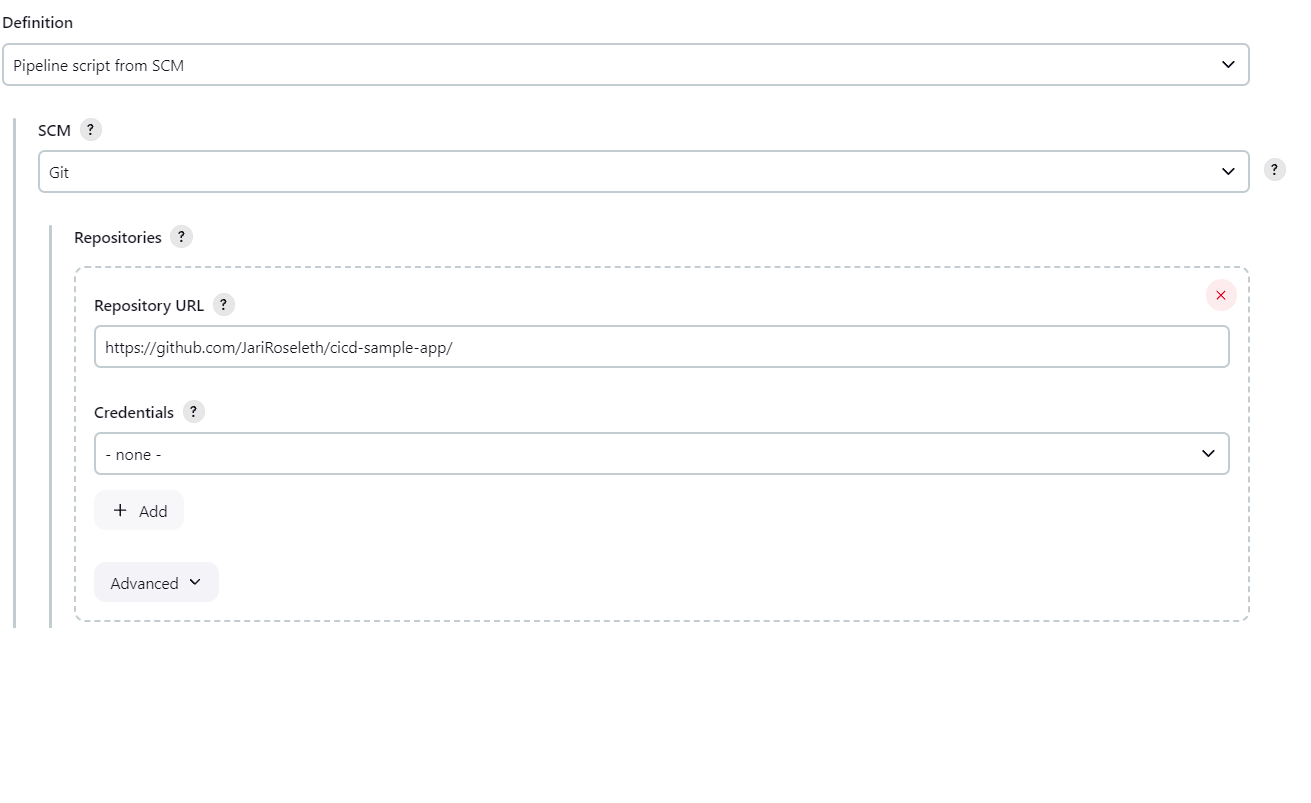 Definition
Pipeline script from SCM
SCM ?
Git
?
Repositories ?
Repository URL ?
https://github.com/JariRoseleth/cicd-sample-app/
Credentials ?
- none -
+ Add
Advanced